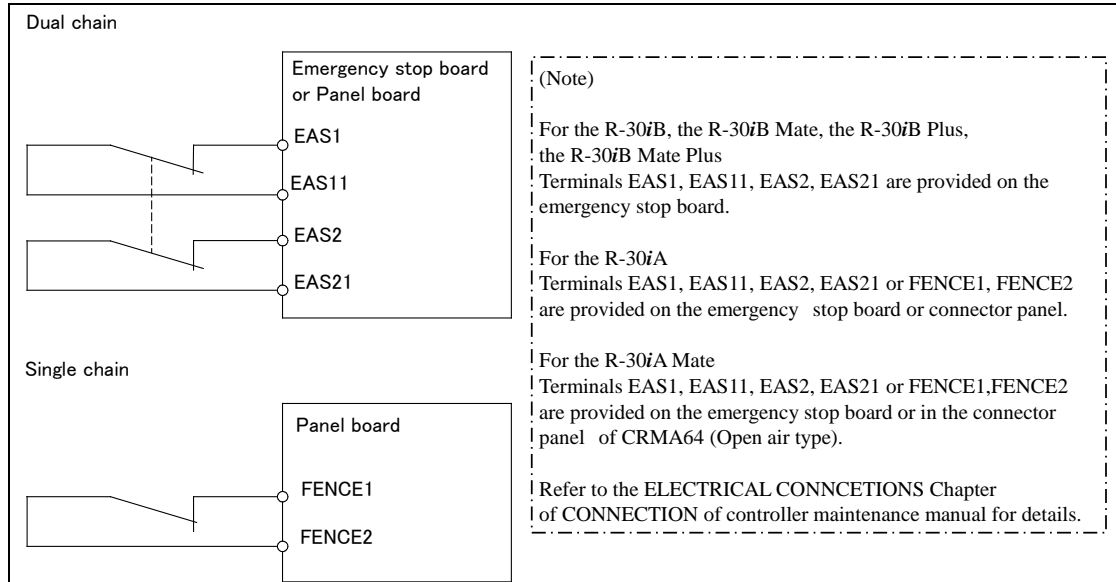 Dual chain
Emergency stop board
or Panel board
EAS1
EAS11
EAS2
EAS21
Single chain
Panel board
FENCE1
FENCE2
(Note)
For the R-30iB, the R-30iB Mate, the R-30iB Plus,
the R-30iB Mate Plus
Terminals EAS1, EAS11, EAS2, EAS21 are provided on the
emergency stop board.
For the R-30iA
Terminals EAS1, EAS11, EAS2, EAS21 or FENCE1, FENCE2
are provided on the emergency stop board or connector panel.
For the R-30iA Mate
Terminals EAS1, EAS11, EAS2, EAS21 or FENCE1,FENCE2
are provided on the emergency stop board or in the connector
panel of CRMA64 (Open air type).
Refer to the ELECTRICAL CONNCETIONS Chapter
of CONNECTION of controller maintenance manual for details.